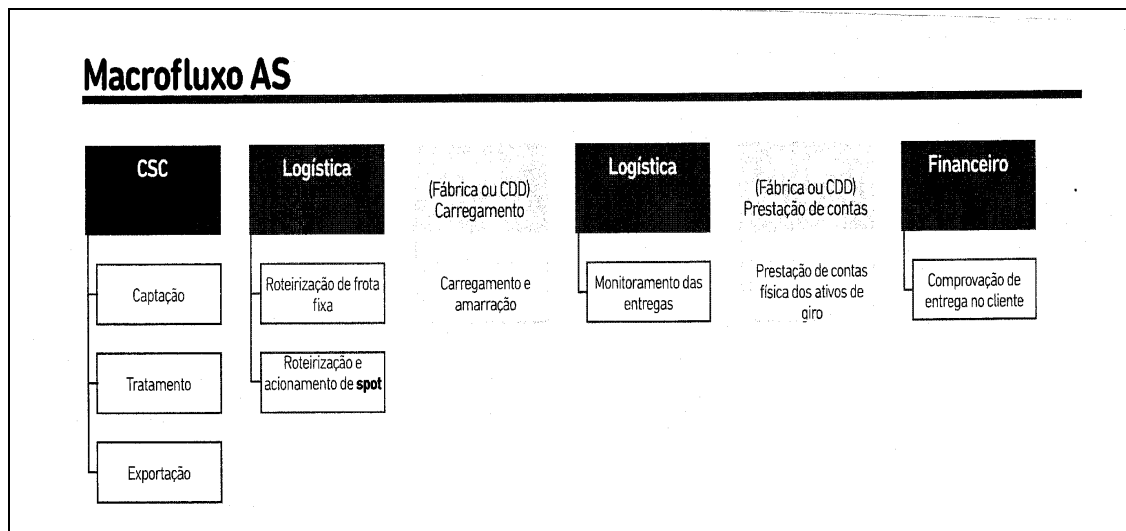 Macrofluxo AS
CSC
Captação
Tratamento
Exportação
Logística
Roteirização de frota
fixa
Roteirização e
acionamento de spot
(Fábrica ou CDD)
Carregamento
Carregamento e
amarração
Logística
Monitoramento das
entregas
(Fábrica ou CDD)
Prestação de contas
Prestação de contas
física dos ativos de
giro
Financeiro
Comprovação de
entrega no cliente